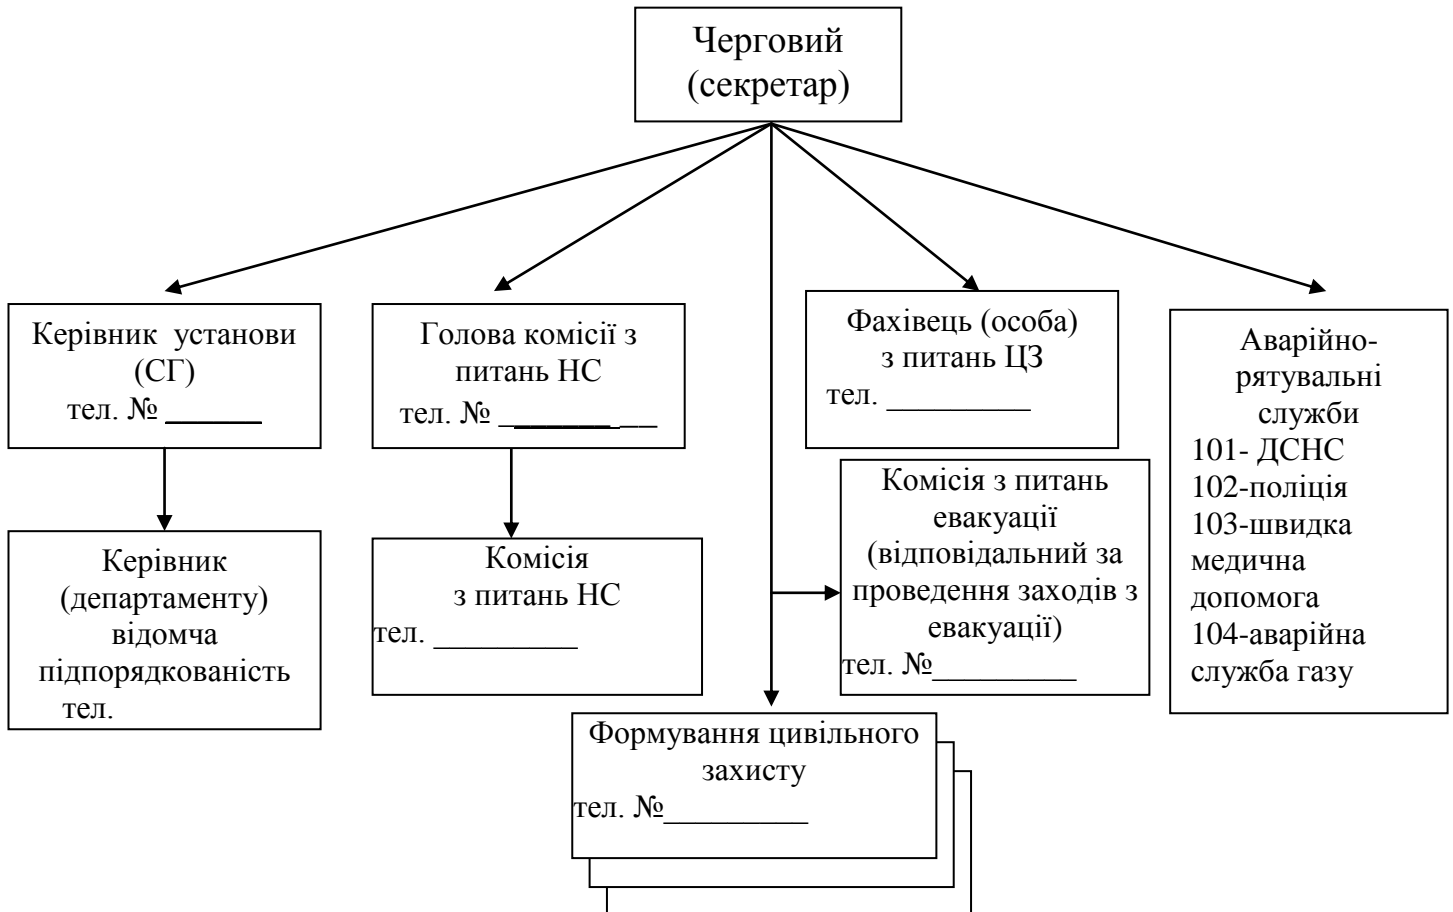 Черговий
(секретар)
Керівник установи
(СГ)
тел. № ______
Голова комісії з
питань НС
тел. № __________
Фахівець (особа)
з питань ЦЗ
тел. _________
Аварійно-
рятувальні
служби
101- ДСНС
102-поліція
103-швидка
медична
допомога
104-аварійна
служба газу
Керівник
(департаменту)
відомча
підпорядкованість
тел.
Комісія
з питань НС
тел. _________
Комісія з питань
евакуації
(відповідальний за
проведення заходів з
евакуації)
тел. №_________
Формування цивільного
захисту
тел. №_________